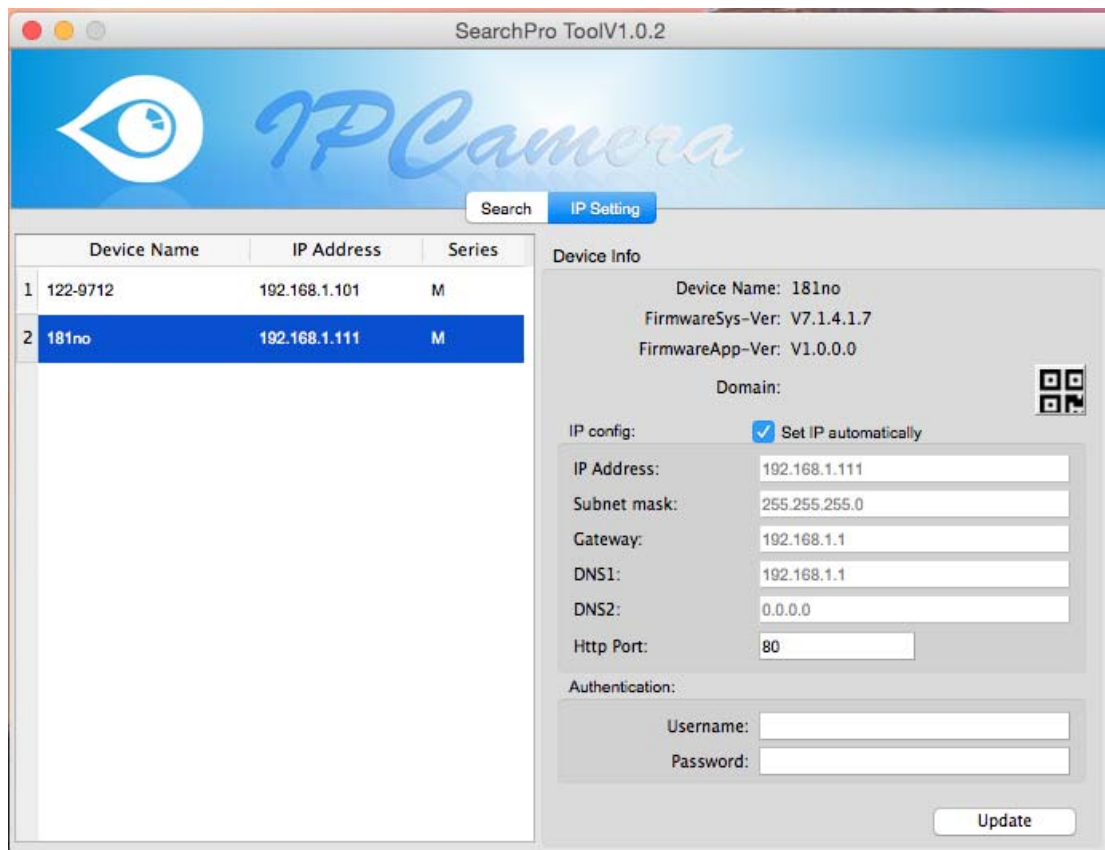 SearchPro ToolV1.0.2
IPCamera
Search IP Setting
Device Name IP Address Series
1 122-9712 192.168.1.101 M
2 181no 192.168.1.111 M
Device Info
Device Name: 181no
FirmwareSys-Ver: V7.1.4.1.7
FirmwareApp-Ver: V1.0.0.0
Domain:
IP config: Set IP automatically
IP Address: 192.168.1.111
Subnet mask: 255.255.255.0
Gateway: 192.168.1.1
DNS1: 192.168.1.1
DNS2: 0.0.0.0
Http Port: 80
Authentication:
Username:
Password:
Update